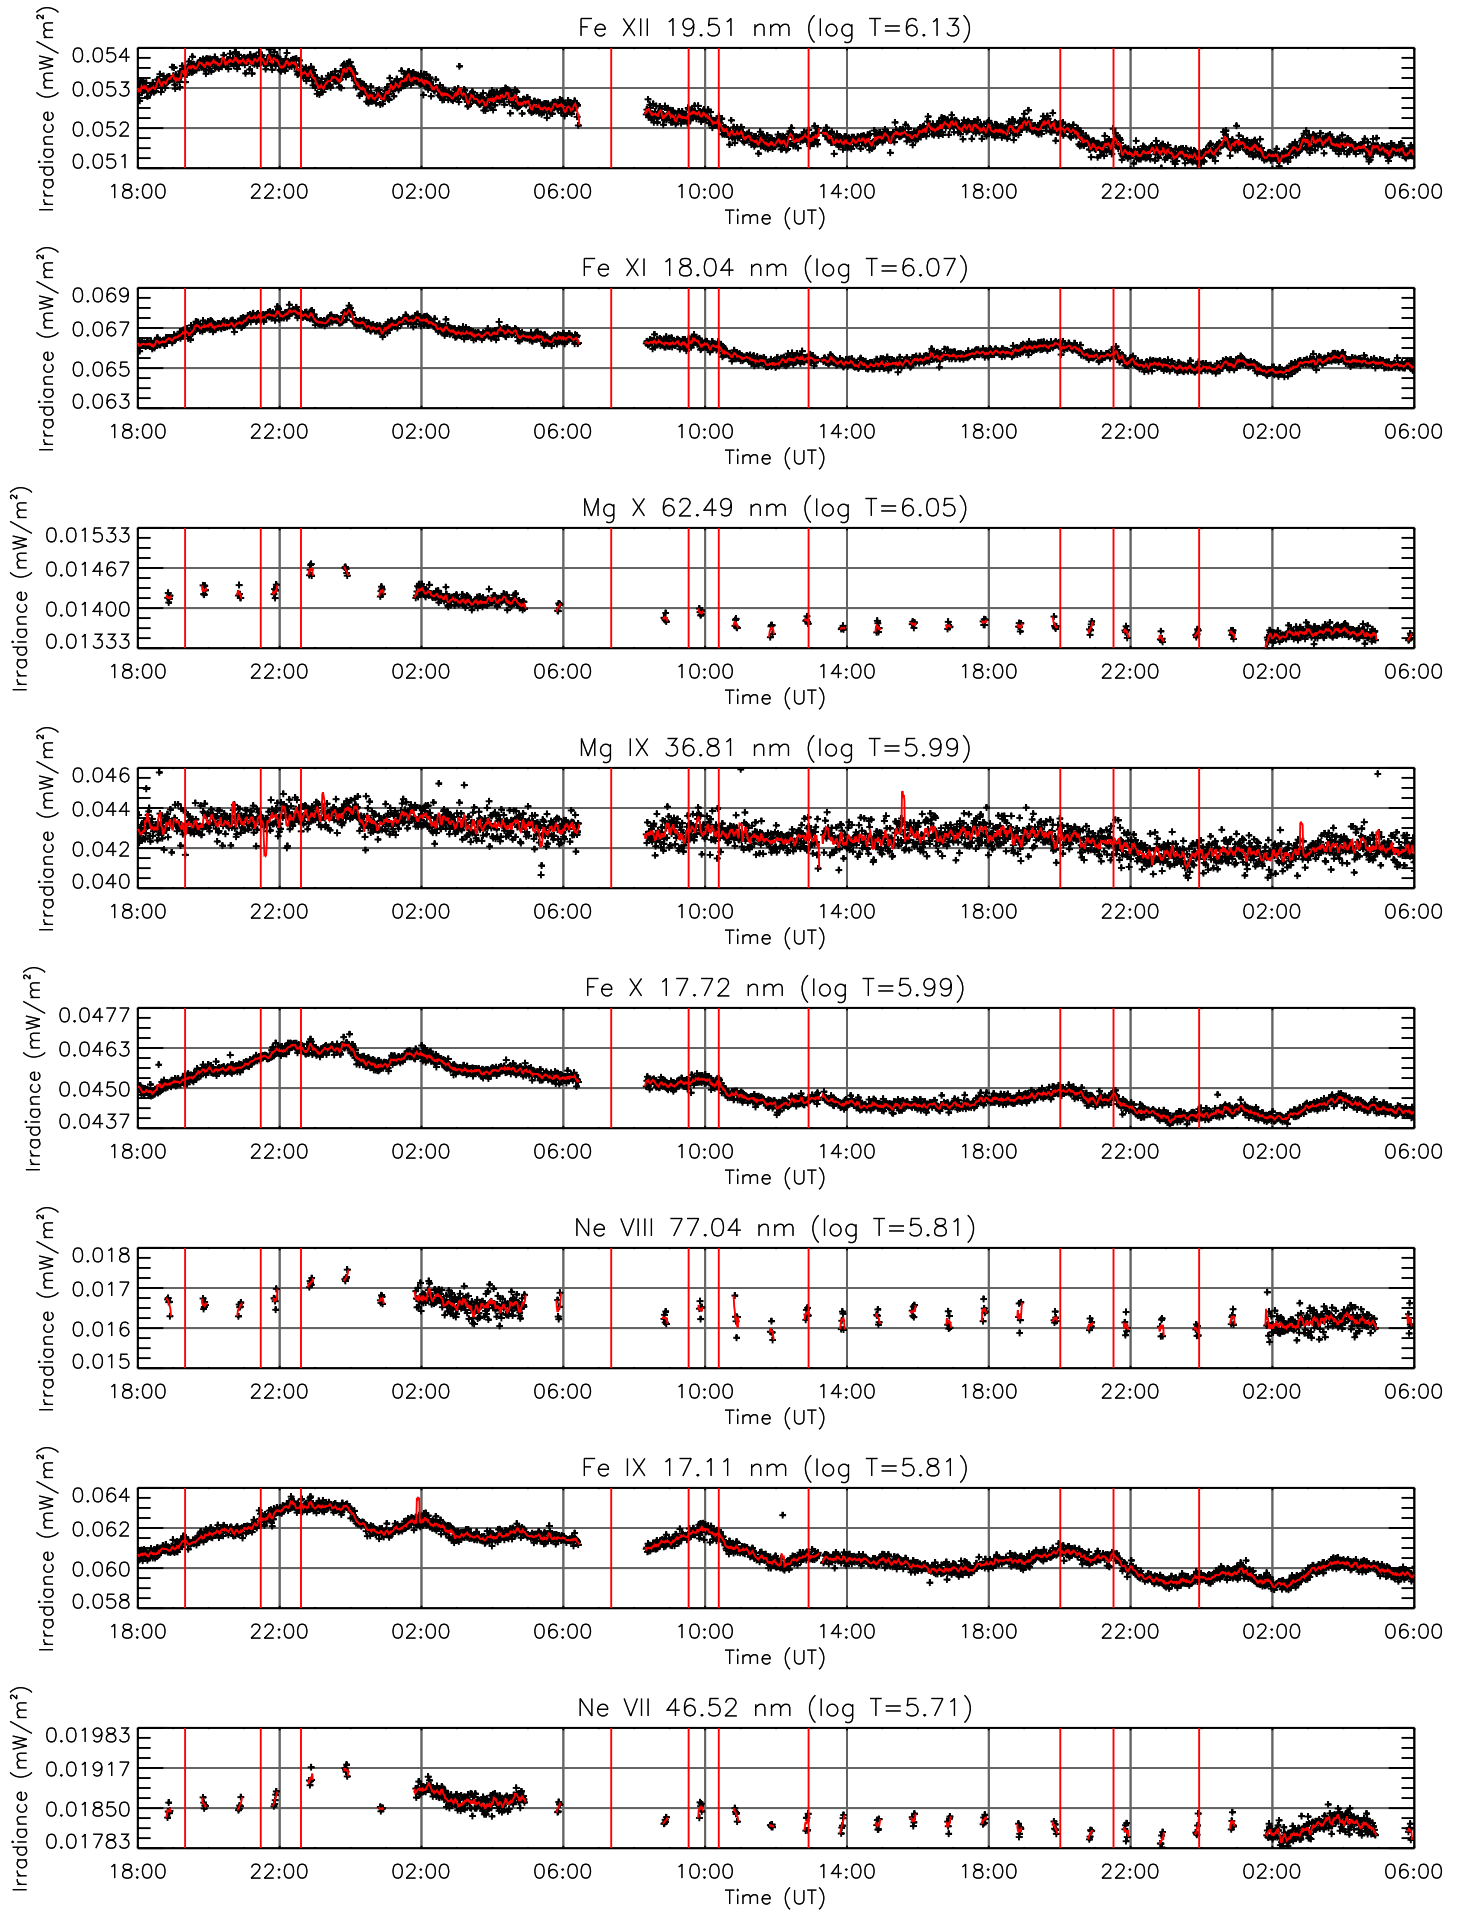 Fe XII 19.51 nm (log T=6.13)
Irradiance (mW/m²)
0.054
0.053
0.052
0.051
18:00 22:00 02:00 06:00 10:00 14:00 18:00 22:00 02:00 06:00
Time (UT)
Fe XI 18.04 nm (log T=6.07)
Irradiance (mW/m²)
0.069
0.067
0.065
0.063
18:00 22:00 02:00 06:00 10:00 14:00 18:00 22:00 02:00 06:00
Time (UT)
Mg X 62.49 nm (log T=6.05)
Irradiance (mW/m²)
0.01533
0.01467
0.01400
0.01333
18:00 22:00 02:00 06:00 10:00 14:00 18:00 22:00 02:00 06:00
Time (UT)
Mg IX 36.81 nm (log T=5.99)
Irradiance (mW/m²)
0.046
0.044
0.042
0.040
18:00 22:00 02:00 06:00 10:00 14:00 18:00 22:00 02:00 06:00
Time (UT)
Fe X 17.72 nm (log T=5.99)
Irradiance (mW/m²)
0.0477
0.0463
0.0450
0.0437
18:00 22:00 02:00 06:00 10:00 14:00 18:00 22:00 02:00 06:00
Time (UT)
Ne VIII 77.04 nm (log T=5.81)
Irradiance (mW/m²)
0.018
0.017
0.016
0.015
18:00 22:00 02:00 06:00 10:00 14:00 18:00 22:00 02:00 06:00
Time (UT)
Fe IX 17.11 nm (log T=5.81)
Irradiance (mW/m²)
0.064
0.062
0.060
0.058
18:00 22:00 02:00 06:00 10:00 14:00 18:00 22:00 02:00 06:00
Time (UT)
Ne VII 46.52 nm (log T=5.71)
Irradiance (mW/m²)
0.01983
0.01917
0.01850
0.01783
18:00 22:00 02:00 06:00 10:00 14:00 18:00 22:00 02:00 06:00
Time (UT)